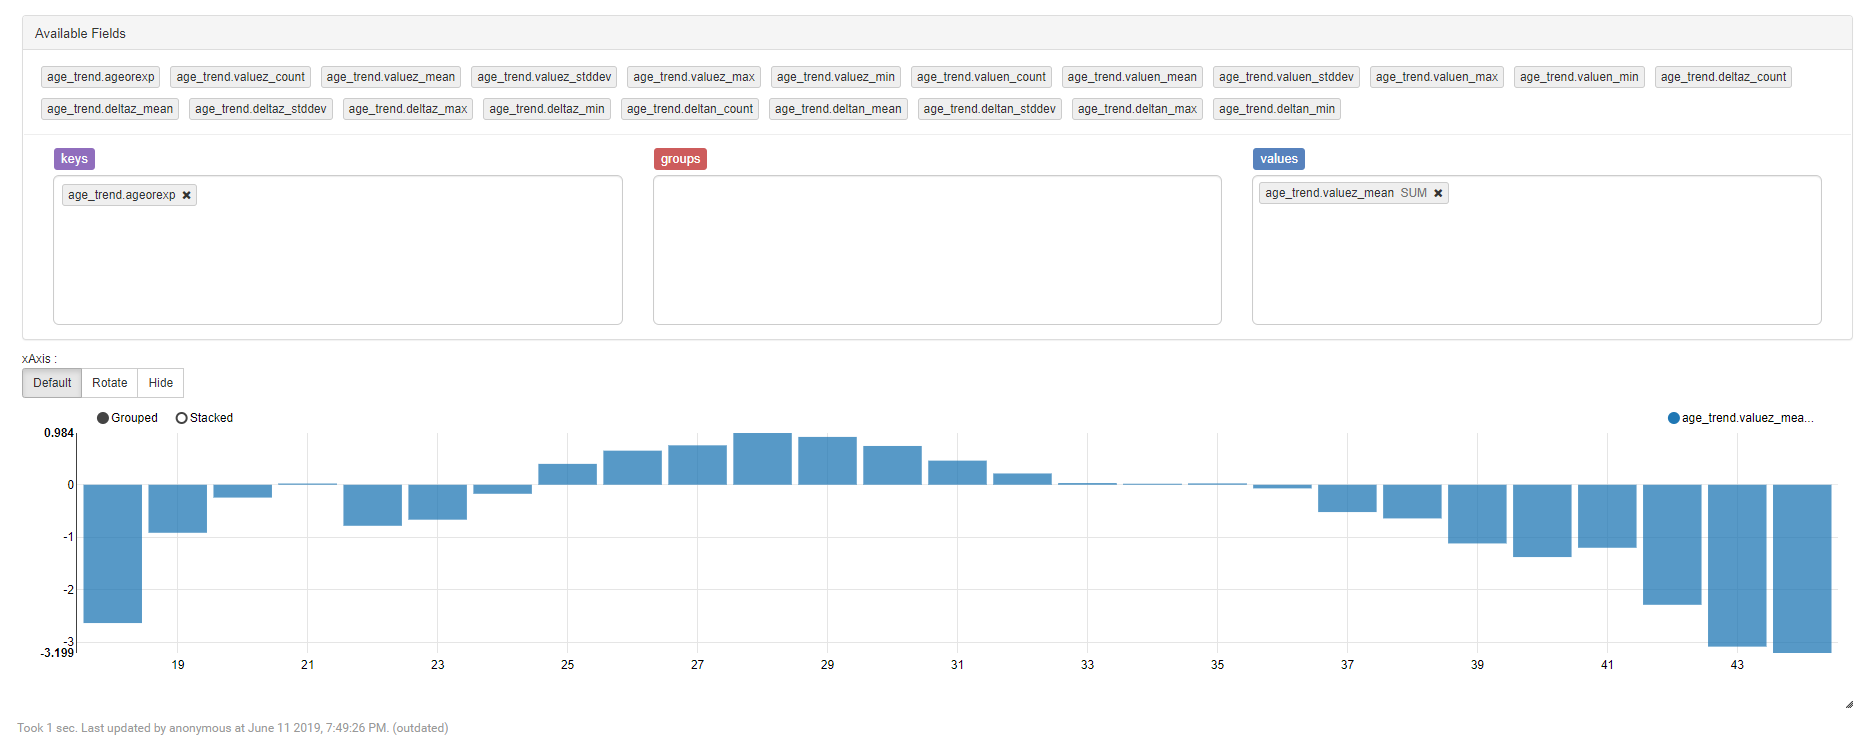 Available Fields
age_trend.ageorexp age_trend.valuez_count age_trend.valuez_mean age_trend.valuez_stddev age_trend.valuez_max age_trend.valuez_min age_trend.valuen_count age_trend.valuen_mean age_trend.valuen_stddev age_trend.valuen_max age_trend.valuen_min age_trend.deltaz_count
age_trend.deltaz_mean age_trend.deltaz_stddev age_trend.deltaz_max age_trend.deltaz_min age_trend.deltan_count age_trend.deltan_mean age_trend.deltan_stddev age_trend.deltan_max age_trend.deltan_min
keys groups values
age_trend.ageorexp ✖ age_trend.valuez_mean SUM ✖
xAxis :
Default Rotate Hide
Grouped Stacked age_trend.valuez_mea...
0.984
0
-1
-2
-3
-3.199
19 21 23 25 27 29 31 33 35 37 39 41 43
Took 1 sec. Last updated by anonymous at June 11 2019, 7:49:26 PM. (outdated)